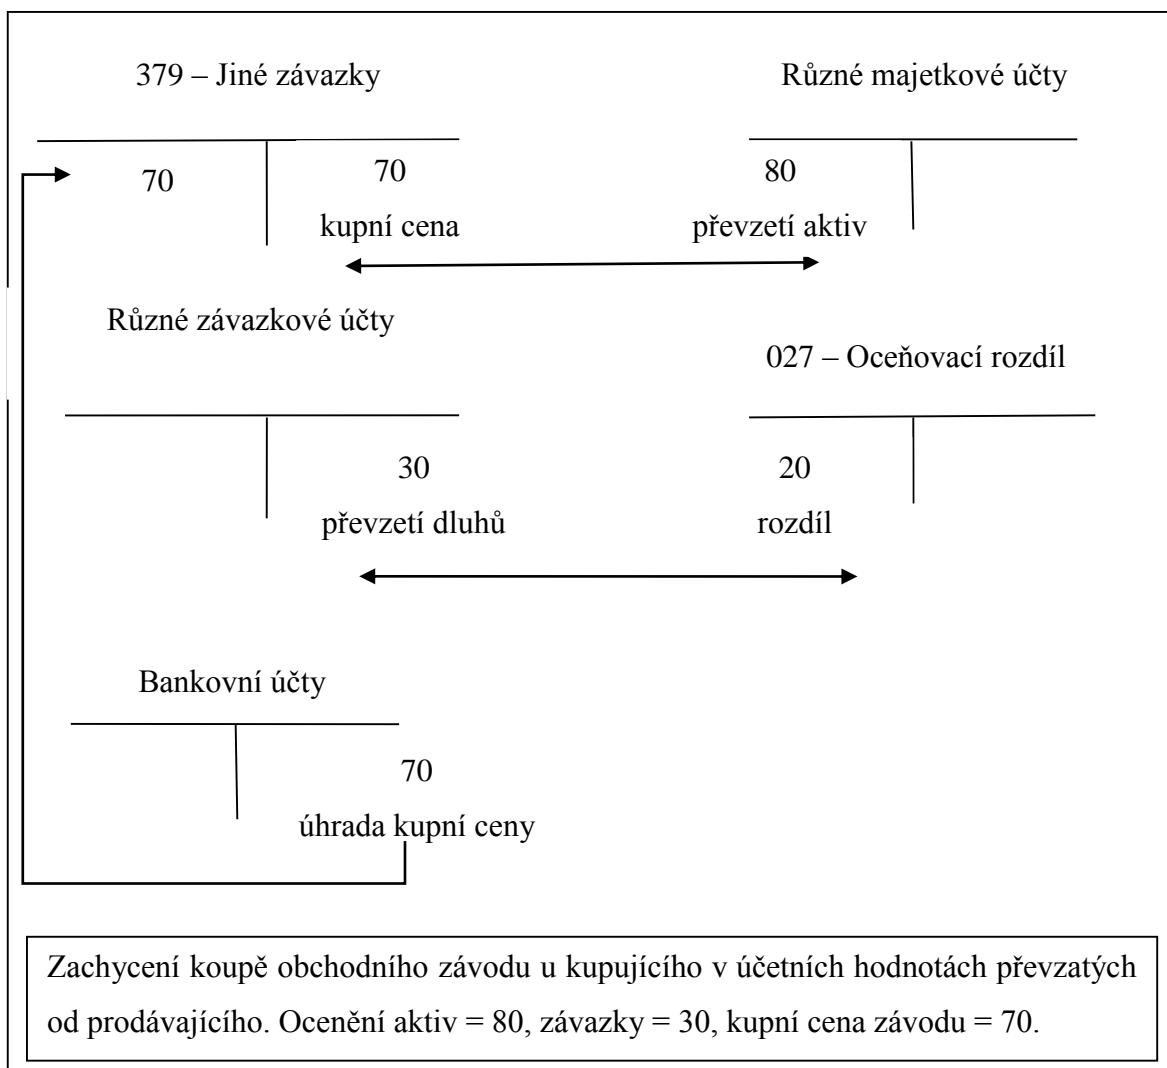 379 – Jiné závazky
Různé majetkové účty
70
70
80
kupní cena
převzetí aktiv
Různé závazkové účty
027 – Oceňovací rozdíl
30
20
převzetí dluhů
rozdíl
Bankovní účty
70
úhrada kupní ceny
Zachycení koupě obchodního závodu u kupujícího v účetních hodnotách převzatých
od prodávajícího. Ocenění aktiv = 80, závazky = 30, kupní cena závodu = 70.